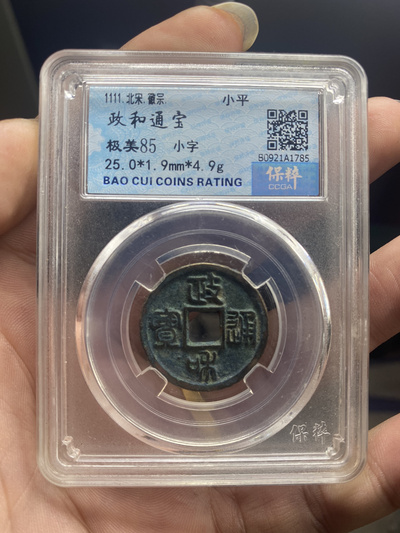 1111.北宋.徽宗.
小平
政和通宝
极美85 小字
25.0*1.9mm*4.9g
BAO CUI COINS RATING
B0921A1785
保粹
CCGA
政和通寳
保粹